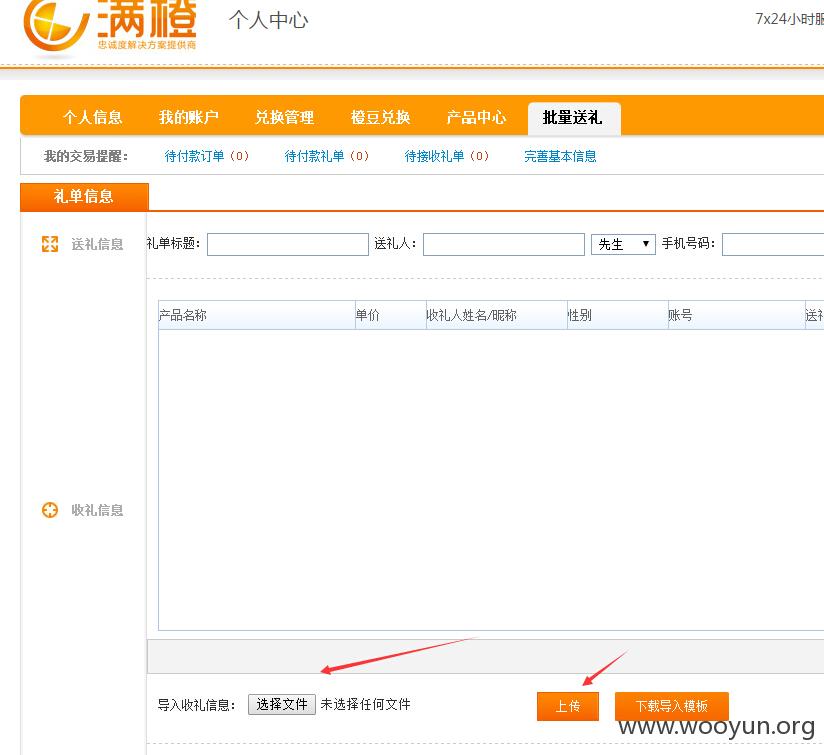 满橙
忠诚度解决方案提供商
个人中心
7x24小时服
个人信息 我的账户 兑换管理 橙豆兑换 产品中心 批量送礼
我的交易提醒： 待付款订单（0） 待付款礼单（0） 待接收礼单（0） 完善基本信息
礼单信息
送礼信息
礼单标题： 送礼人： 先生 手机号码：
产品名称 单价 收礼人姓名/昵称 性别 账号 送礼
收礼信息
导入收礼信息： 选择文件 未选择任何文件 上传 下载导入模板
www.wooyun.org